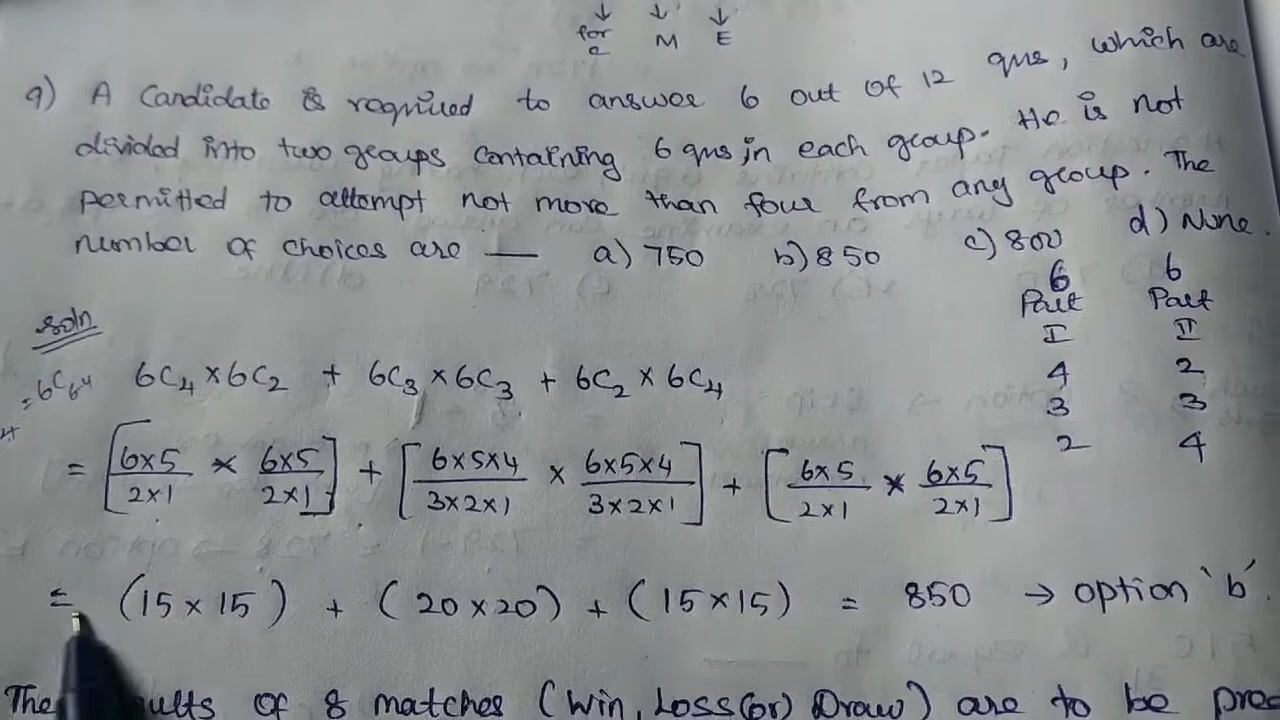 ↓ ↓ ↓
for e M E
9) A Candidate is required to answer 6 out of 12 qns, which are
divided into two groups containing 6 qns in each group. He is not
permitted to attempt not more than four from any group. The
number of choices are — a) 750 b) 850 c) 800 d) None.
6 6
Part Part
I II
4 2
3 3
2 4
Soln
6C4×6C2 + 6C3×6C3 + 6C2×6C4
= [6×5/2×1 × 6×5/2×1] + [6×5×4/3×2×1 × 6×5×4/3×2×1] + [6×5/2×1 × 6×5/2×1]
= (15×15) + (20×20) + (15×15) = 850 → option 'b'.
The of 8 matches (Win, Loss(or) Draw) are to be